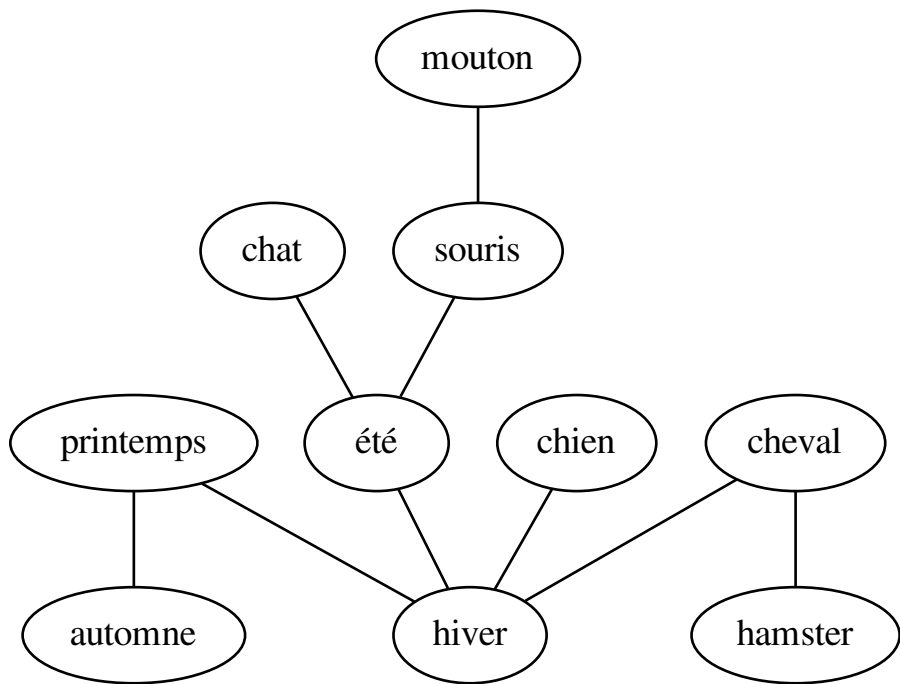 mouton
chat
souris
printemps
été
chien
cheval
automne
hiver
hamster